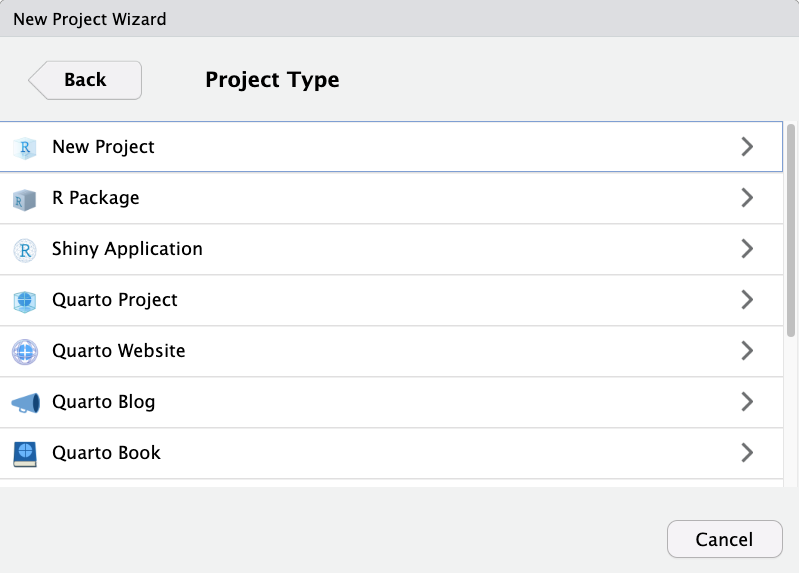 New Project Wizard
Back
Project Type
R New Project
R R Package
R Shiny Application
Quarto Project
Quarto Website
Quarto Blog
Quarto Book
Cancel